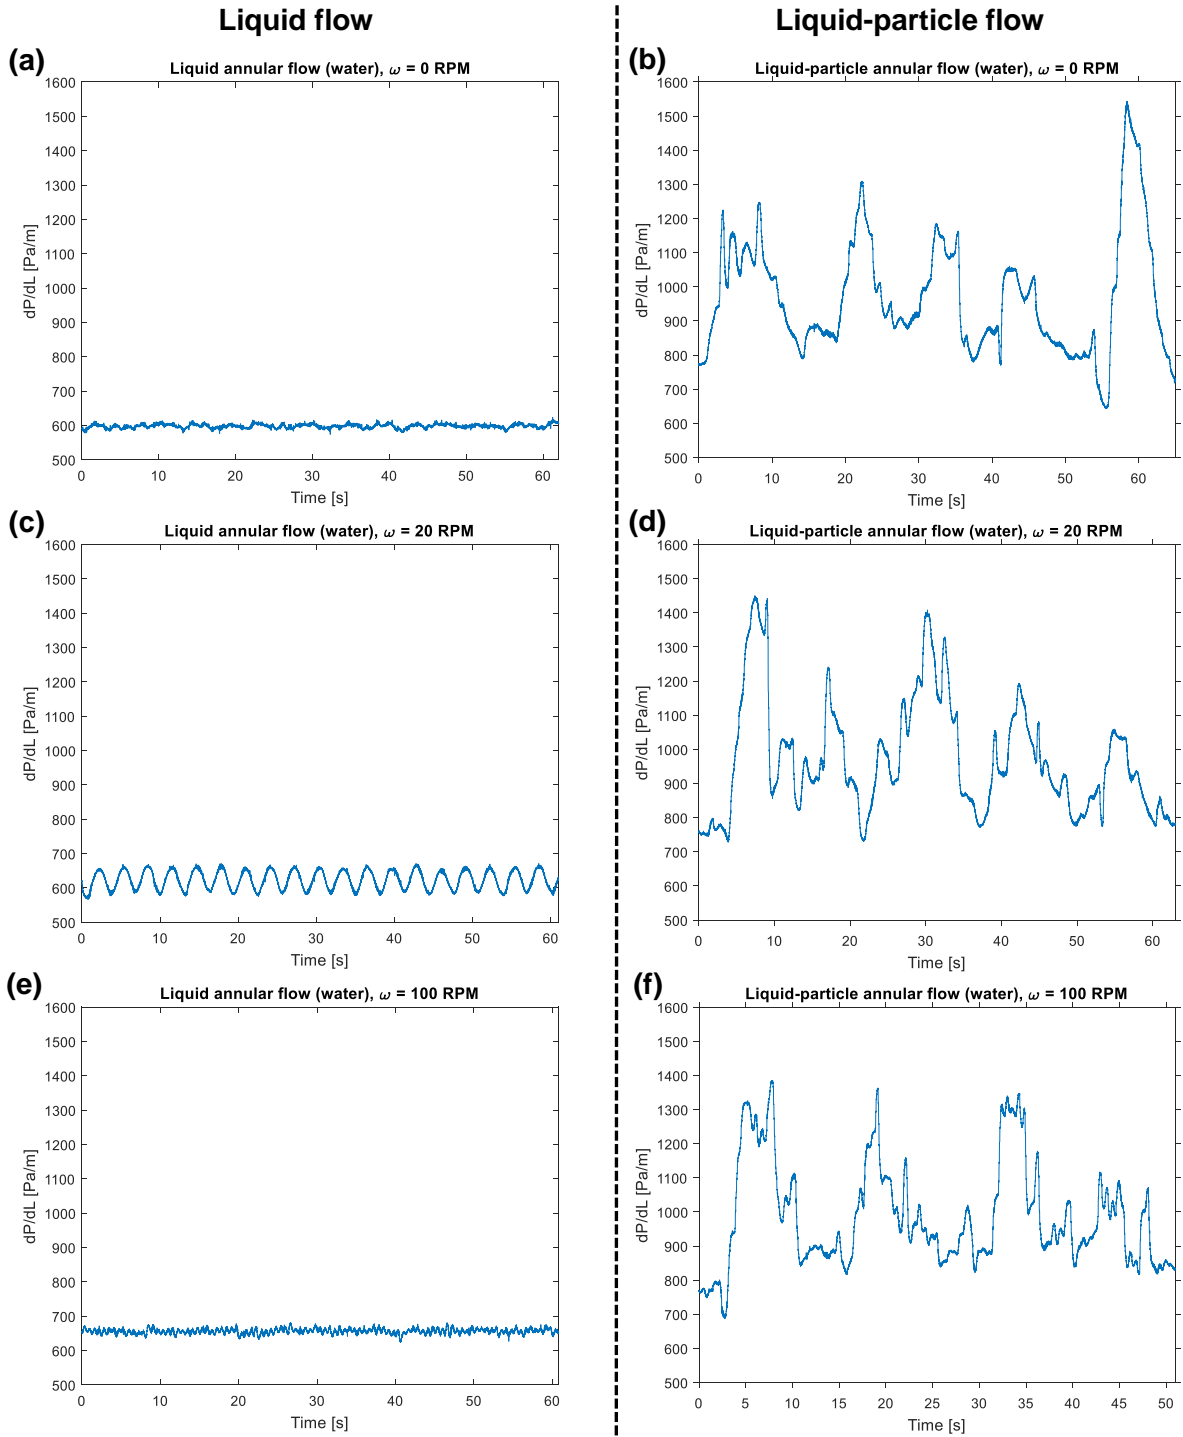 Liquid flow
Liquid-particle flow
(a)
Liquid annular flow (water), ω = 0 RPM
1600
1500
1400
1300
1200
1100
1000
900
800
700
600
500
dP/dL [Pa/m]
0 10 20 30 40 50 60
Time [s]
(b)
Liquid-particle annular flow (water), ω = 0 RPM
1600
1500
1400
1300
1200
1100
1000
900
800
700
600
500
dP/dL [Pa/m]
0 10 20 30 40 50 60
Time [s]
(c)
Liquid annular flow (water), ω = 20 RPM
1600
1500
1400
1300
1200
1100
1000
900
800
700
600
500
dP/dL [Pa/m]
0 10 20 30 40 50 60
Time [s]
(d)
Liquid-particle annular flow (water), ω = 20 RPM
1600
1500
1400
1300
1200
1100
1000
900
800
700
600
500
dP/dL [Pa/m]
0 10 20 30 40 50 60
Time [s]
(e)
Liquid annular flow (water), ω = 100 RPM
1600
1500
1400
1300
1200
1100
1000
900
800
700
600
500
dP/dL [Pa/m]
0 10 20 30 40 50 60
Time [s]
(f)
Liquid-particle annular flow (water), ω = 100 RPM
1600
1500
1400
1300
1200
1100
1000
900
800
700
600
500
dP/dL [Pa/m]
0 5 10 15 20 25 30 35 40 45 50
Time [s]